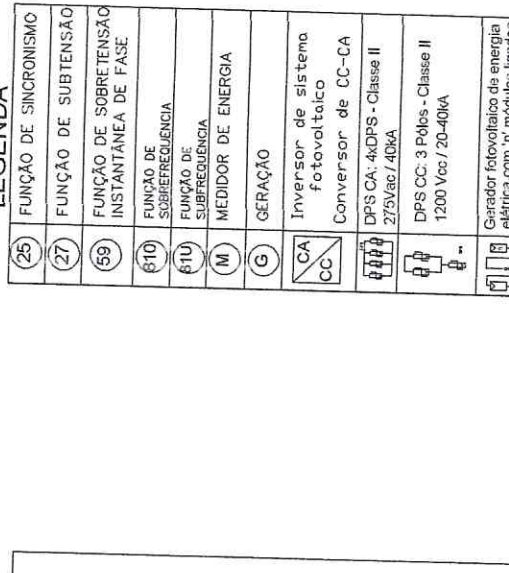 LEGENDA
25 FUNÇÃO DE SINCRONISMO
27 FUNÇÃO DE SUBTENSÃO
59 FUNÇÃO DE SOBRETENSÃO
INSTANTÂNEA DE FASE
81O FUNÇÃO DE
SOBREFREQUÊNCIA
81U FUNÇÃO DE
SUBFREQUÊNCIA
M MEDIDOR DE ENERGIA
G GERAÇÃO
CA
CC
Inversor de sistema
fotovoltaico
Conversor de CC-CA
DPS CA: 4xDPS - Classe II
275Vac / 40kA
DPS CC: 3 Pólos - Classe II
1200 Vcc / 20-40kA
Gerador fotovoltaico de energia
elétrica com 'n' módulos ligados